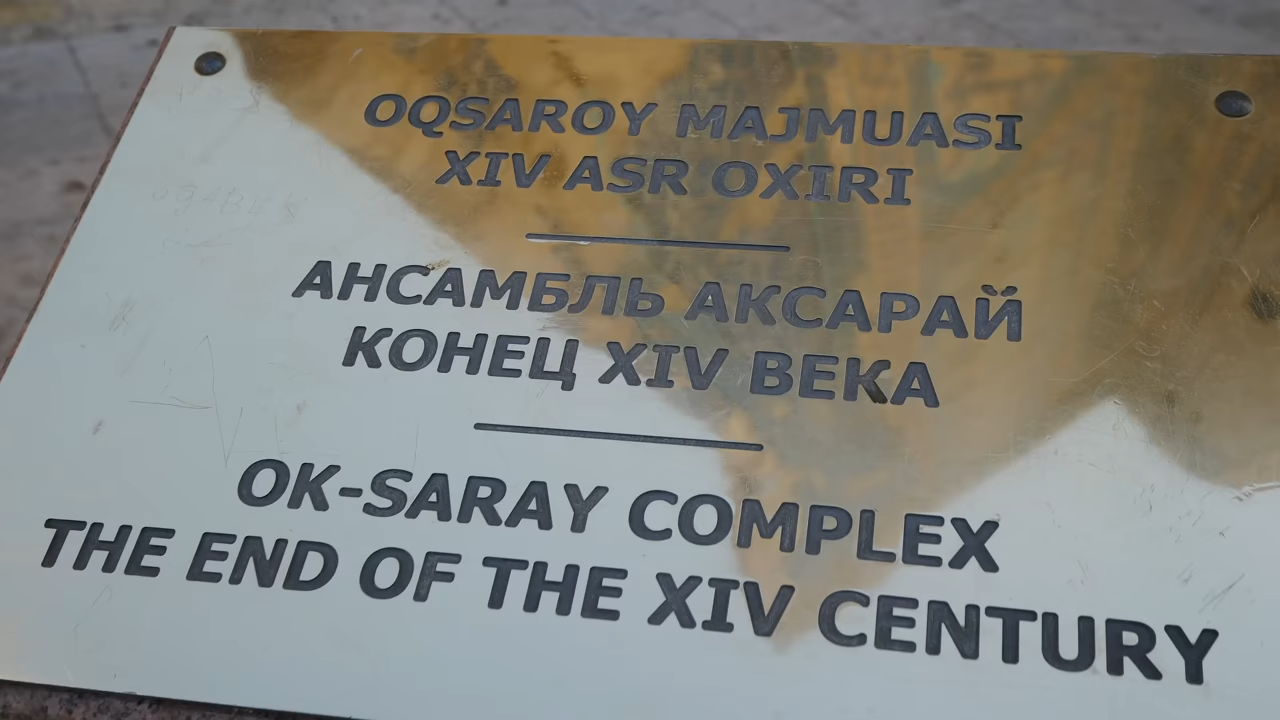 OQSAROY MAJMUASI
XIV ASR OXIRI
АНСАМБЛЬ АКСАРАЙ
КОНЕЦ XIV ВЕКА
OK-SARAY COMPLEX
THE END OF THE XIV CENTURY